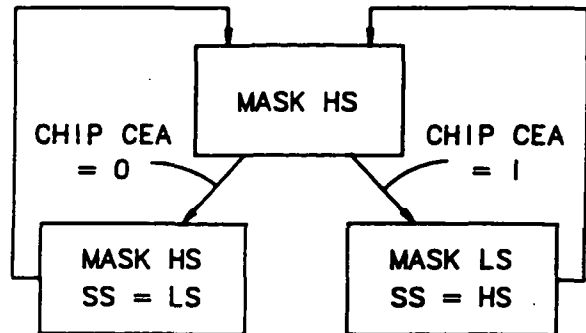 MASK HS
CHIP CEA
= 0
CHIP CEA
= 1
MASK HS
SS = LS
MASK LS
SS = HS